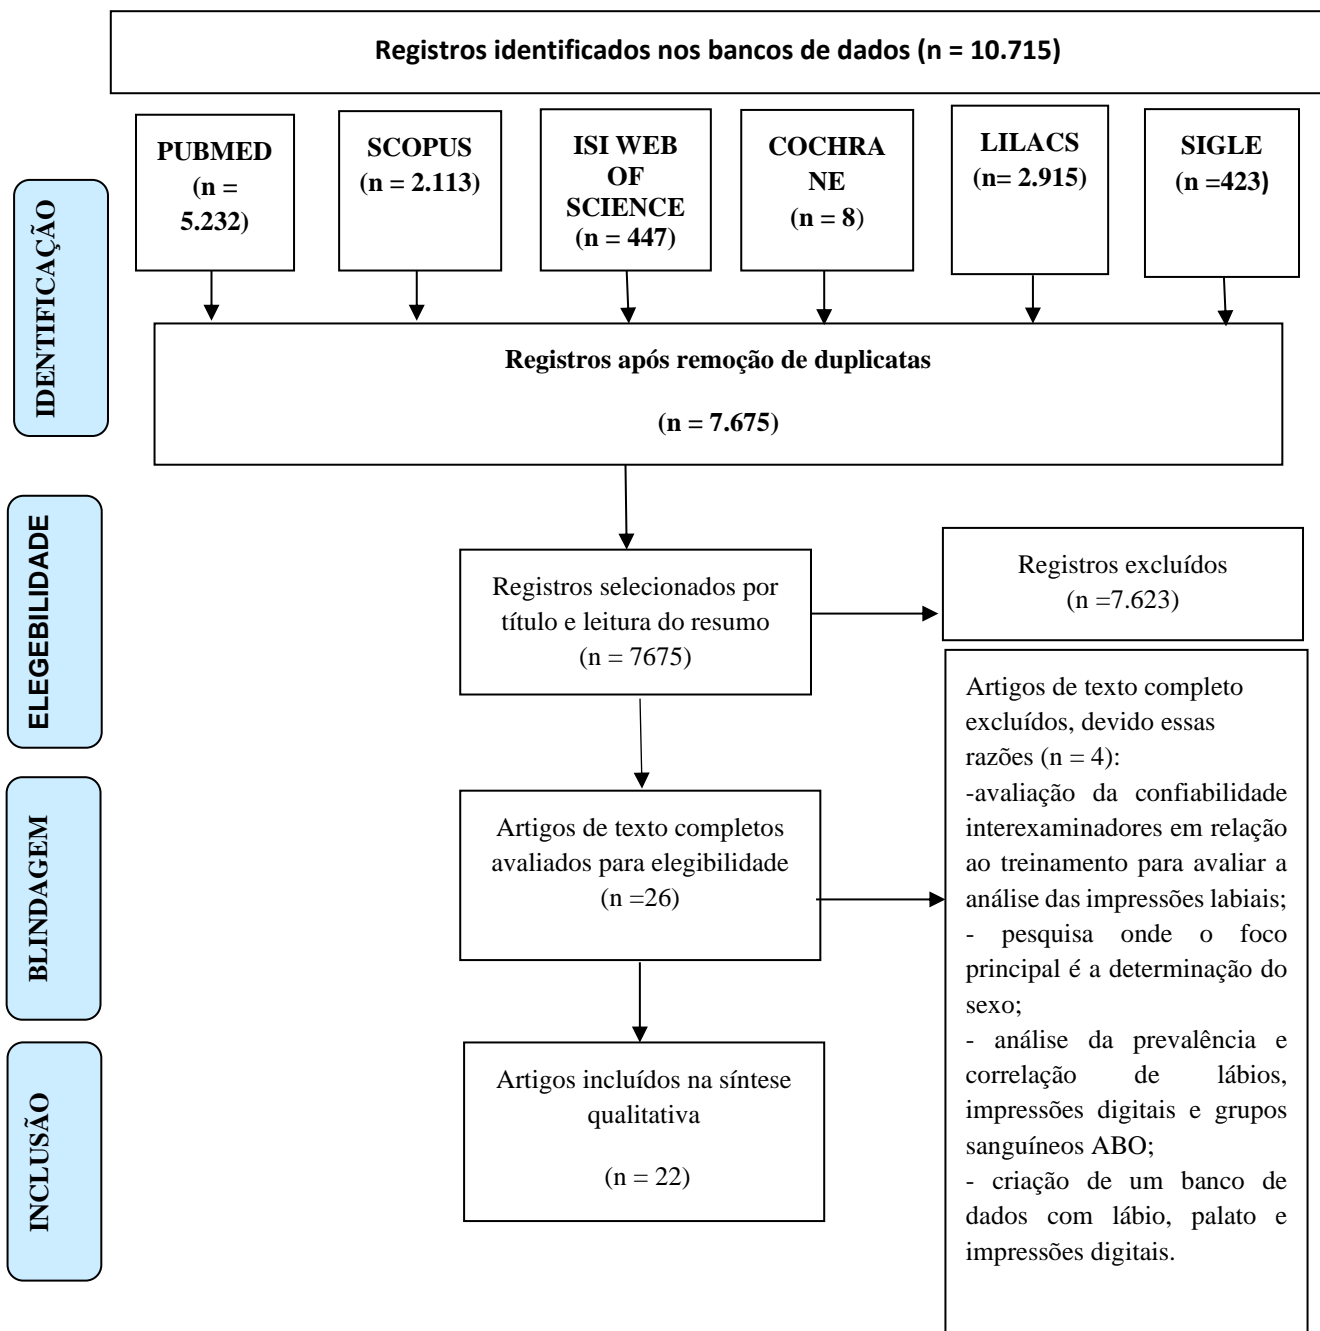 Registros identificados nos bancos de dados (n = 10.715)
PUBMED
(n =
5.232)
SCOPUS
(n = 2.113)
ISI WEB
OF
SCIENCE
(n = 447)
COCHRA
NE
(n = 8)
LILACS
(n= 2.915)
SIGLE
(n =423)
IDENTIFICAÇÃO
Registros após remoção de duplicatas
(n = 7.675)
ELEGEBILIDADE
Registros selecionados por
título e leitura do resumo
(n = 7675)
Registros excluídos
(n =7.623)
BLINDAGEM
Artigos de texto completos
avaliados para elegibilidade
(n =26)
Artigos de texto completo
excluídos, devido essas
razões (n = 4):
-avaliação da confiabilidade
interexaminadores em relação
ao treinamento para avaliar a
análise das impressões labiais;
- pesquisa onde o foco
principal é a determinação do
sexo;
- análise da prevalência e
correlação de lábios,
impressões digitais e grupos
sanguíneos ABO;
- criação de um banco de
dados com lábio, palato e
impressões digitais.
INCLUSÃO
Artigos incluídos na síntese
qualitativa
(n = 22)